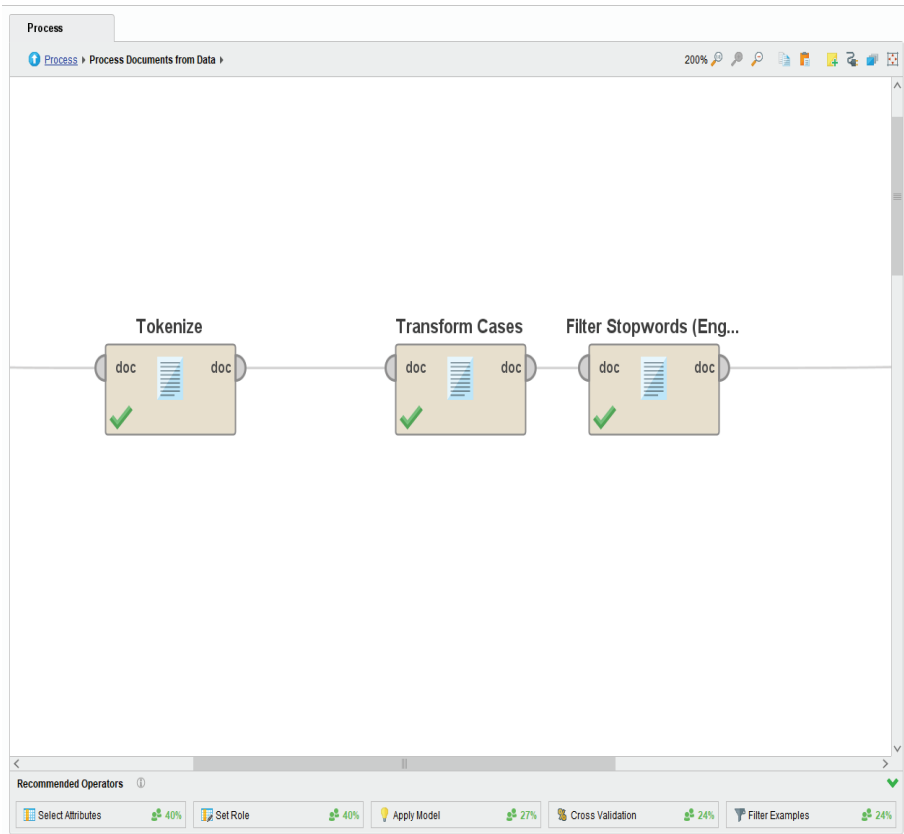 Process
Process Process Documents from Data
200%
Tokenize Transform Cases Filter Stopwords (Eng...
doc doc doc doc doc doc
Recommended Operators
Select Attributes 40% Set Role 40% Apply Model 27% Cross Validation 24% Filter Examples 24%